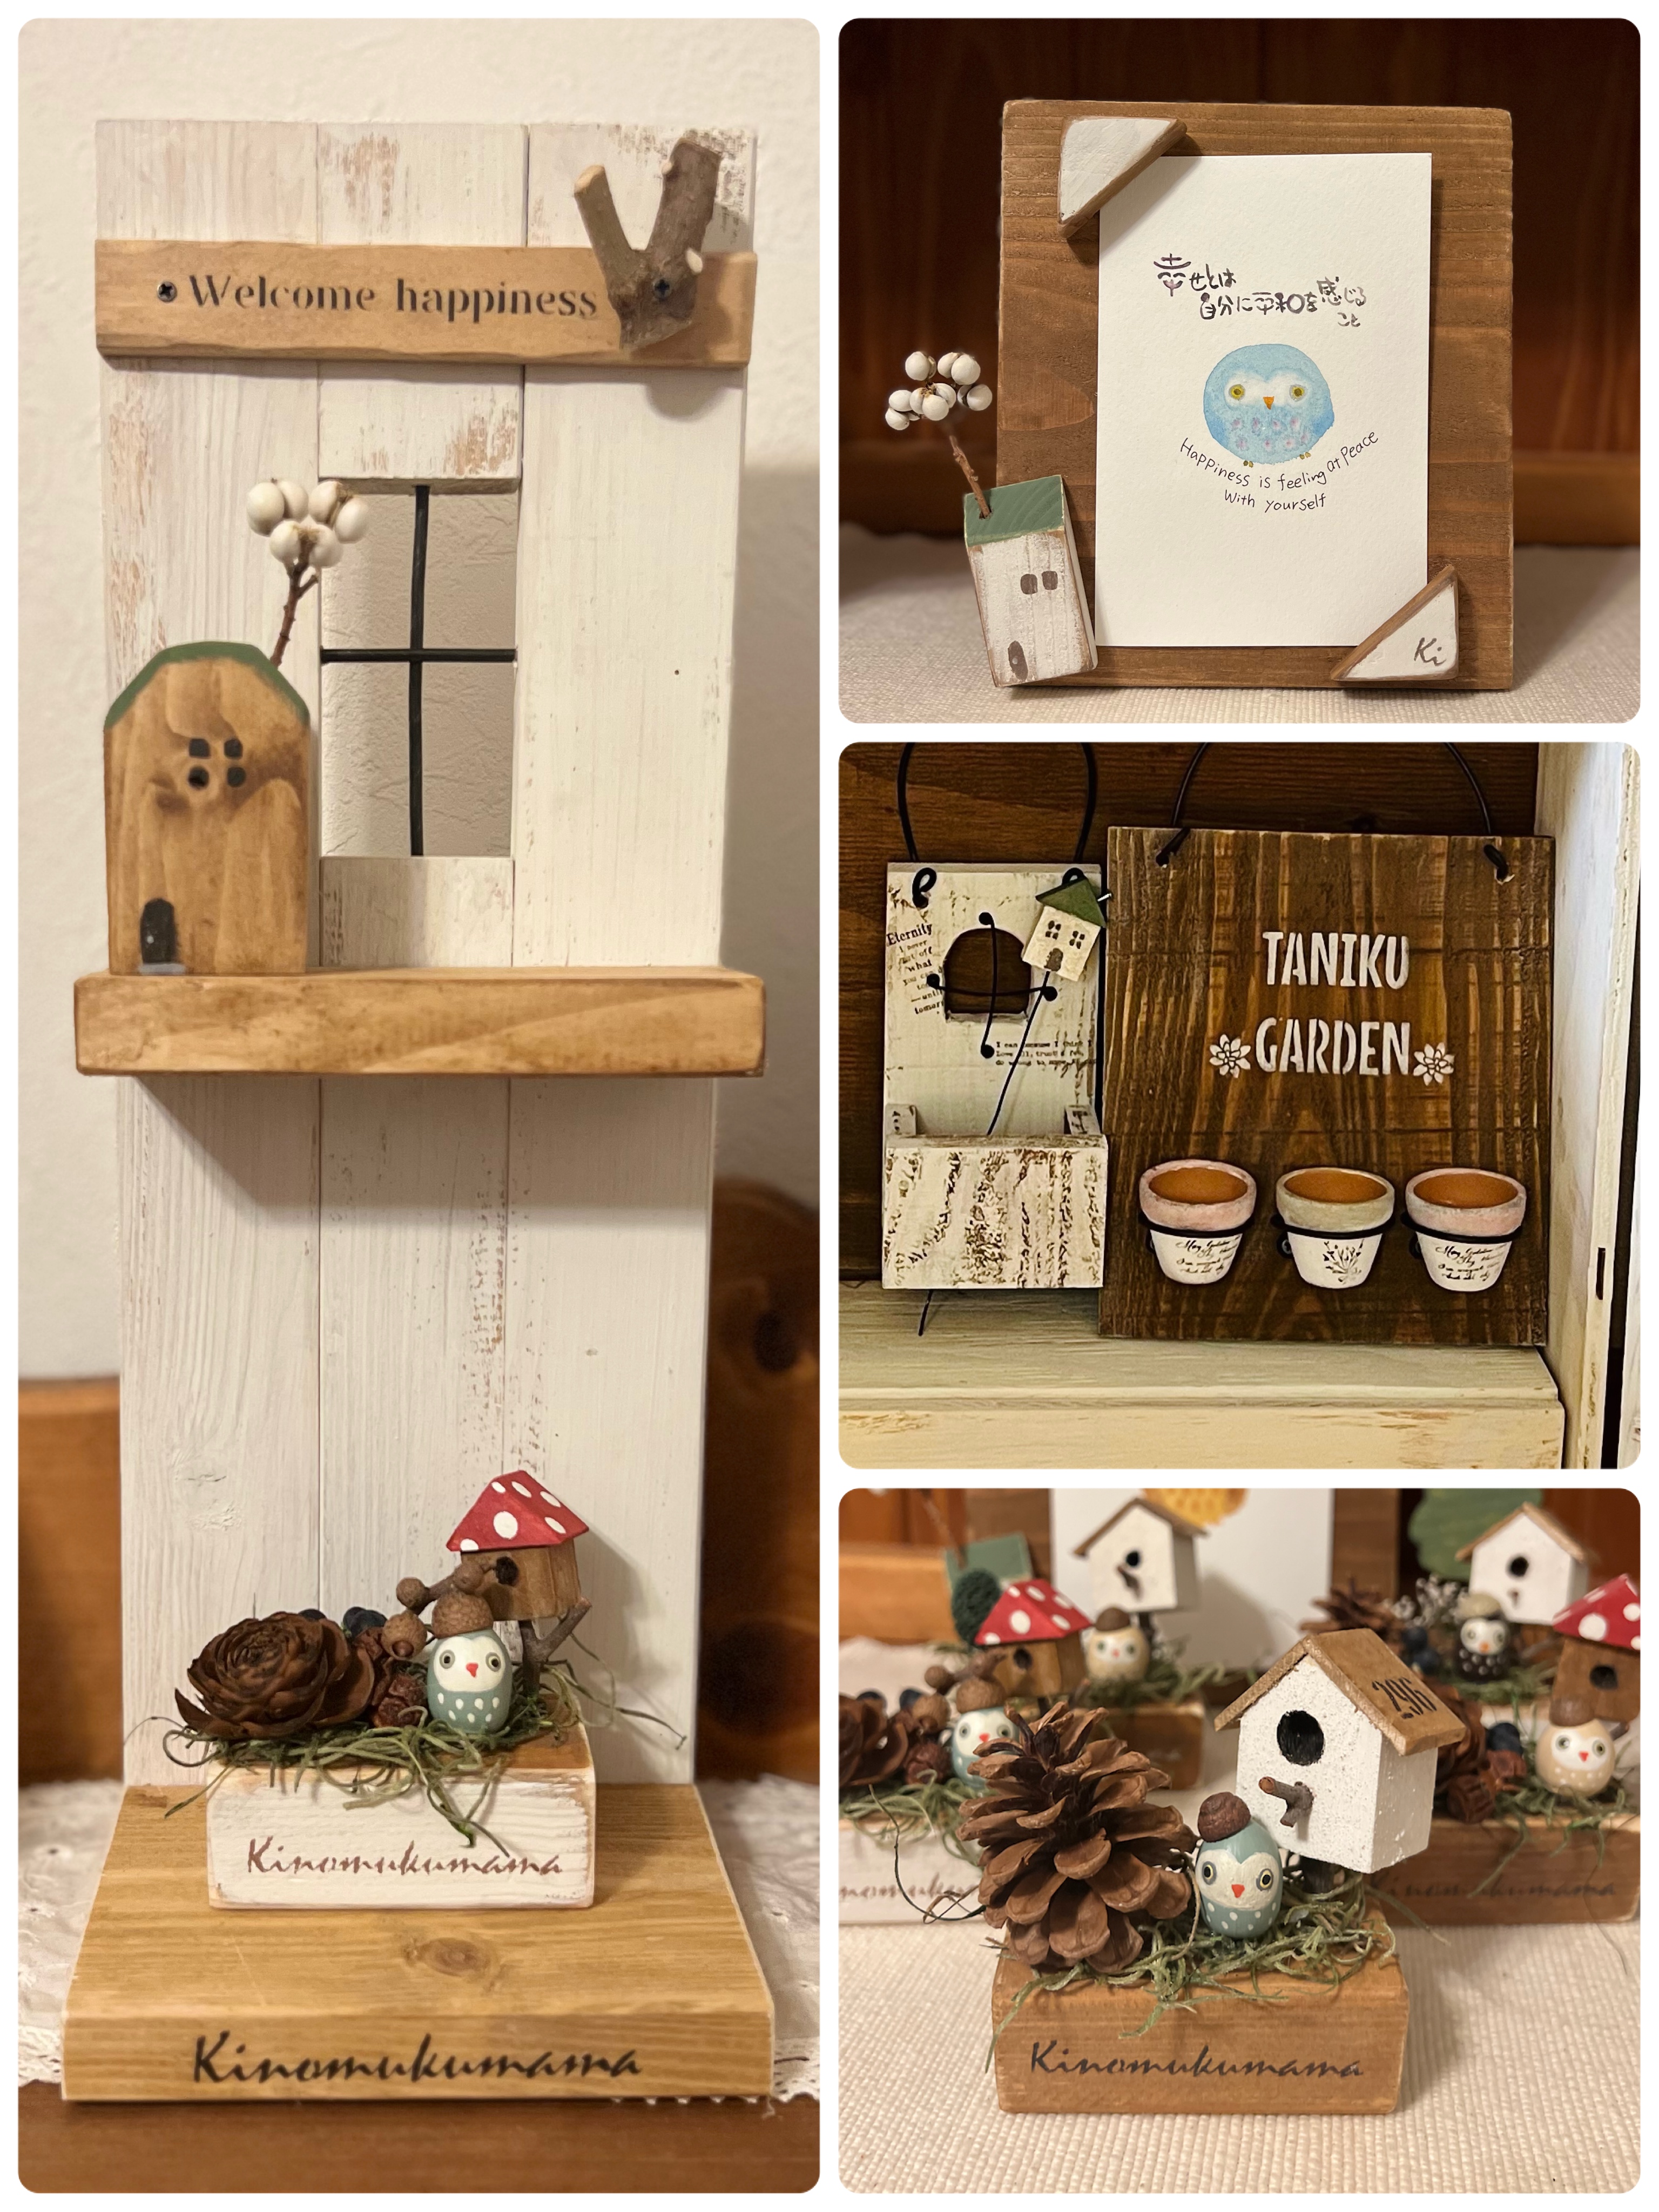 Welcome happiness
Kinomukumama
Kinomukumama
幸せとは
自分に平和を感じる
こと
Happiness is feeling at Peace
With yourself
Ki
Eternity
what
TANIKU
GARDEN
296
Kinomukumama